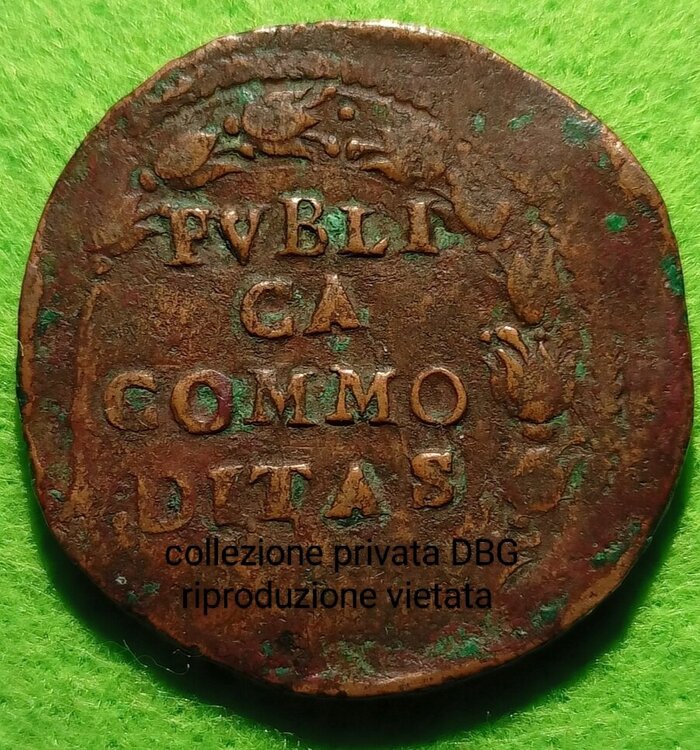 PVBLI
CA
COMMO
DITAS
collezione privata DBG
riproduzione vietata